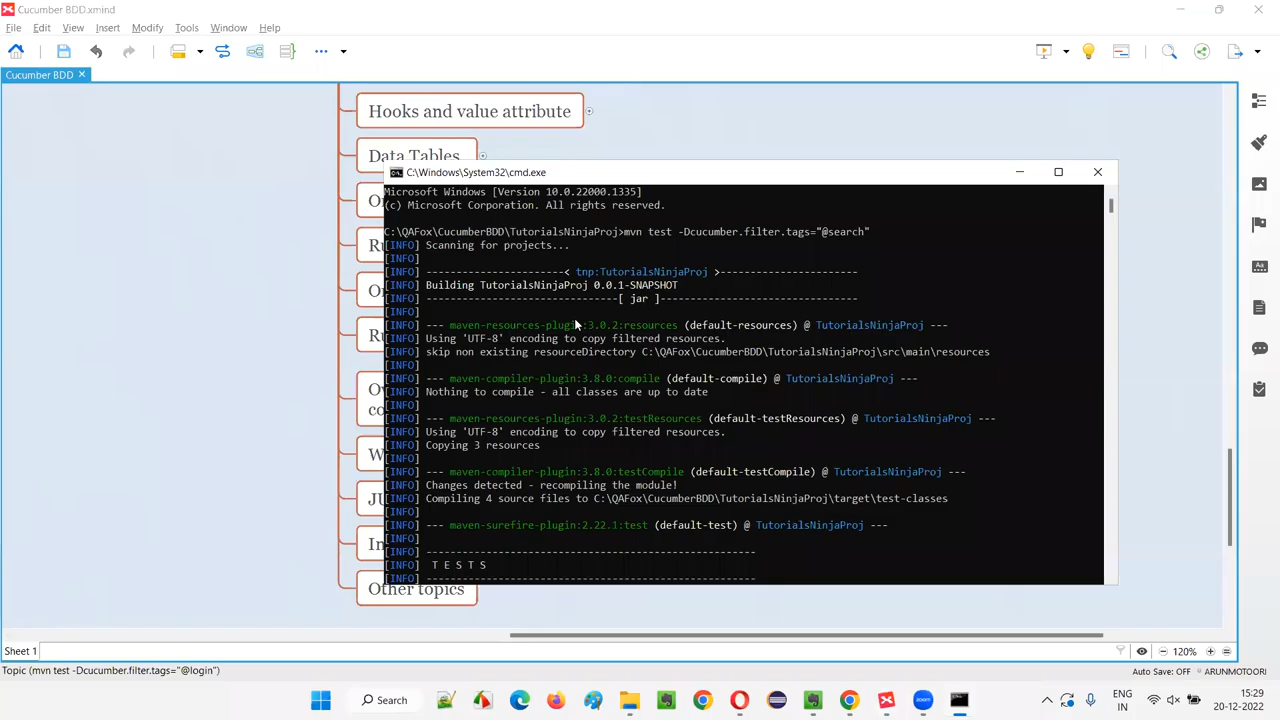 Cucumber BDD.xmind
File Edit View Insert Modify Tools Window Help
Cucumber BDD
Hooks and value attribute
Data Tables
C:\Windows\System32\cmd.exe
Microsoft Windows [Version 10.0.22000.1335]
(c) Microsoft Corporation. All rights reserved.
C:\QAFox\CucumberBDD\TutorialsNinjaProj>mvn test -Dcucumber.filter.tags="@search"
[INFO] Scanning for projects...
[INFO]
[INFO] -----------------------< tnp:TutorialsNinjaProj >-----------------------
[INFO] Building TutorialsNinjaProj 0.0.1-SNAPSHOT
[INFO] --------------------------------[ jar ]---------------------------------
[INFO]
[INFO] --- maven-resources-plugin:3.0.2:resources (default-resources) @ TutorialsNinjaProj ---
[INFO] Using 'UTF-8' encoding to copy filtered resources.
[INFO] skip non existing resourceDirectory C:\QAFox\CucumberBDD\TutorialsNinjaProj\src\main\resources
[INFO]
[INFO] --- maven-compiler-plugin:3.8.0:compile (default-compile) @ TutorialsNinjaProj ---
[INFO] Nothing to compile - all classes are up to date
[INFO]
[INFO] --- maven-resources-plugin:3.0.2:testResources (default-testResources) @ TutorialsNinjaProj ---
[INFO] Using 'UTF-8' encoding to copy filtered resources.
[INFO] Copying 3 resources
[INFO]
[INFO] --- maven-compiler-plugin:3.8.0:testCompile (default-testCompile) @ TutorialsNinjaProj ---
[INFO] Changes detected - recompiling the module!
[INFO] Compiling 4 source files to C:\QAFox\CucumberBDD\TutorialsNinjaProj\target\test-classes
[INFO]
[INFO] --- maven-surefire-plugin:2.22.1:test (default-test) @ TutorialsNinjaProj ---
[INFO]
[INFO] -------------------------------------------------------
[INFO] T E S T S
[INFO] -------------------------------------------------------
Other topics
Sheet 1
120%
Topic (mvn test -Dcucumber.filter.tags="@login")
Auto Save: OFF
ARUNMOTOORI
Search
ENG
IN
15:29
20-12-2022